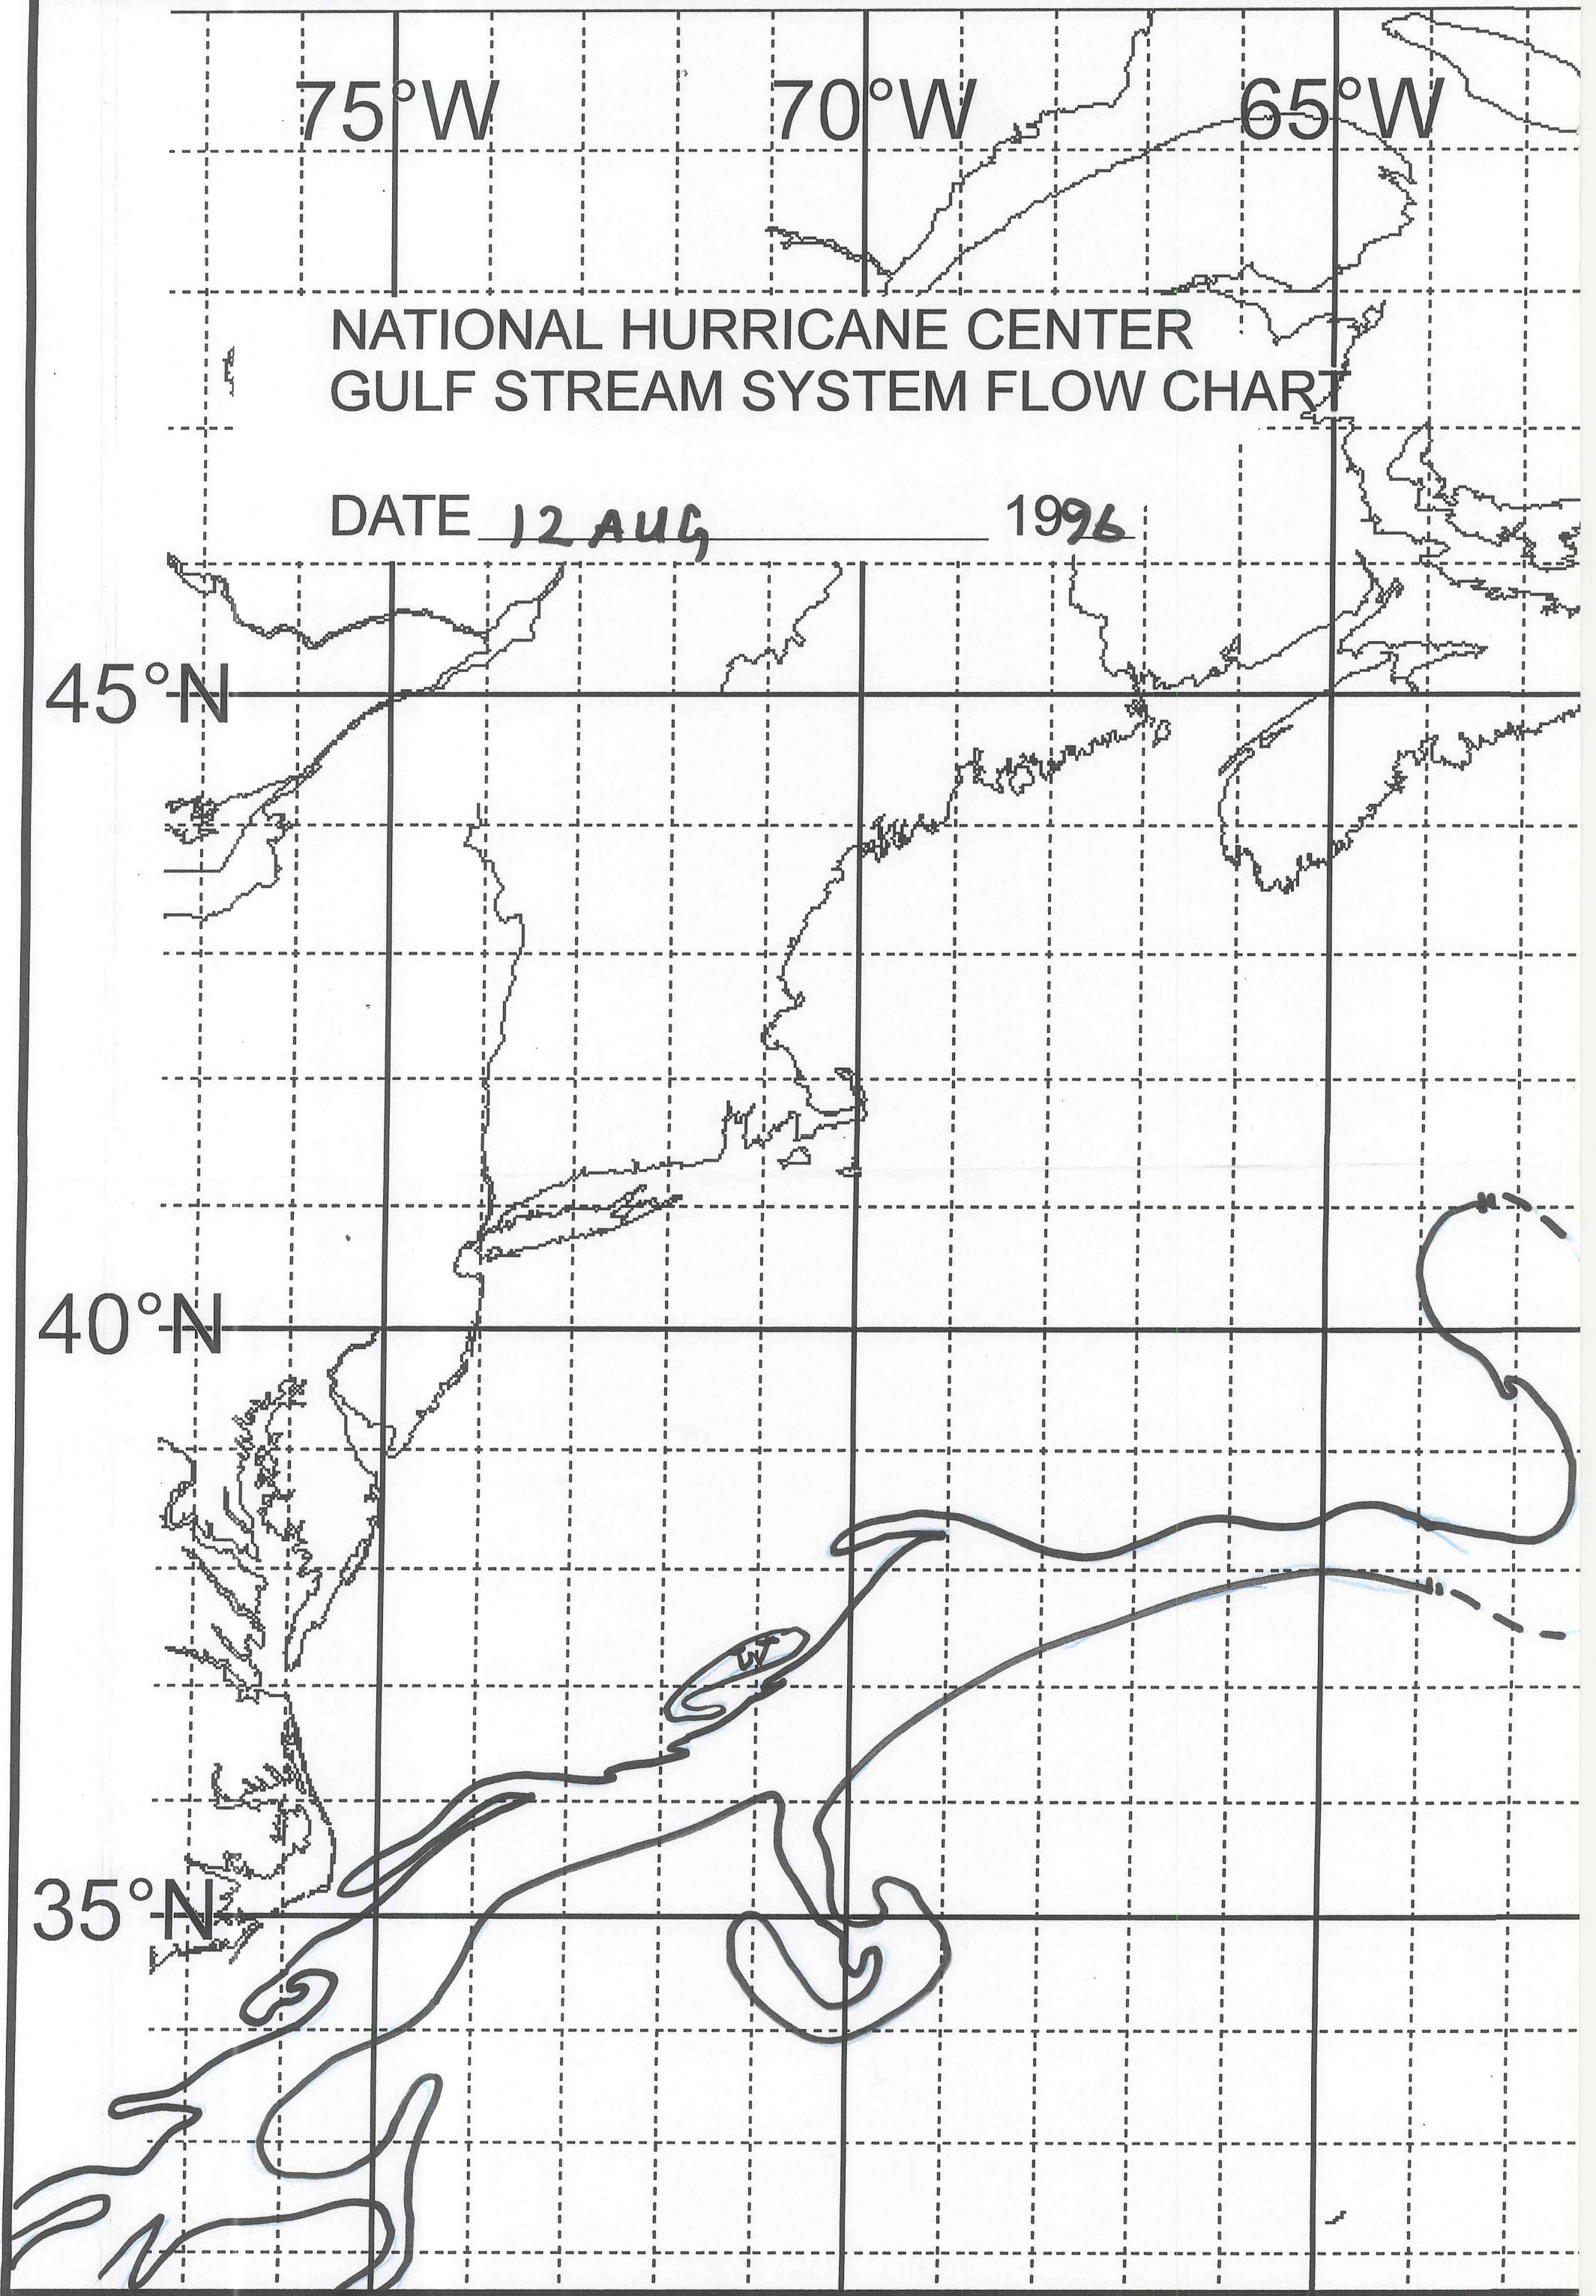 75°W 70°W 65°W
NATIONAL HURRICANE CENTER
GULF STREAM SYSTEM FLOW CHART
DATE 12 AUG 1996
45°N
40°N
W
35°N